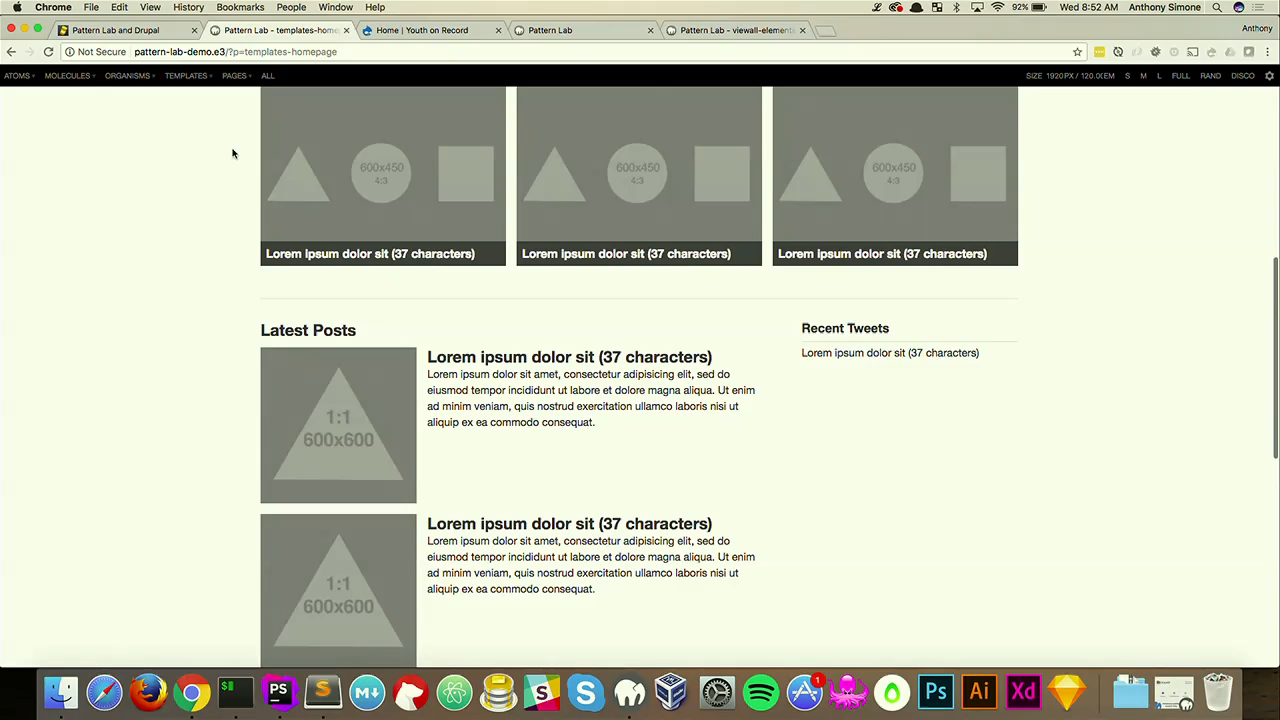 Chrome File Edit View History Bookmarks People Window Help 92% Wed 8:52 AM Anthony Simone
Pattern Lab and Drupal Pattern Lab - templates-home Home | Youth on Record Pattern Lab Pattern Lab - viewall-element Anthony
Not Secure pattern-lab-demo.e3/?p=templates-homepage
ATOMS MOLECULES ORGANISMS TEMPLATES PAGES ALL SIZE 1920PX / 120.0EM S M L FULL RAND DISCO
600x450 600x450 600x450
4:3 4:3 4:3
Lorem ipsum dolor sit (37 characters) Lorem ipsum dolor sit (37 characters) Lorem ipsum dolor sit (37 characters)
Latest Posts
Recent Tweets
Lorem ipsum dolor sit (37 characters)
1:1
600x600
Lorem ipsum dolor sit (37 characters)
Lorem ipsum dolor sit amet, consectetur adipisicing elit, sed do
eiusmod tempor incididunt ut labore et dolore magna aliqua. Ut enim
ad minim veniam, quis nostrud exercitation ullamco laboris nisi ut
aliquip ex ea commodo consequat.
1:1
600x600
Lorem ipsum dolor sit (37 characters)
Lorem ipsum dolor sit amet, consectetur adipisicing elit, sed do
eiusmod tempor incididunt ut labore et dolore magna aliqua. Ut enim
ad minim veniam, quis nostrud exercitation ullamco laboris nisi ut
aliquip ex ea commodo consequat.
$ PS S M S S 1 Ps Ai Xd